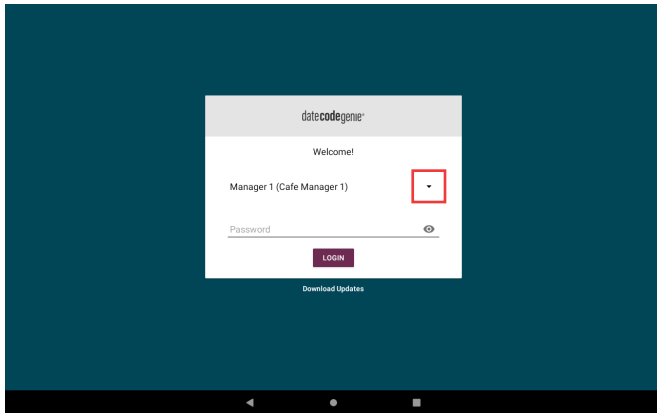 datecodegenie®
Welcome!
Manager 1 (Cafe Manager 1)
Password
LOGIN
Download Updates